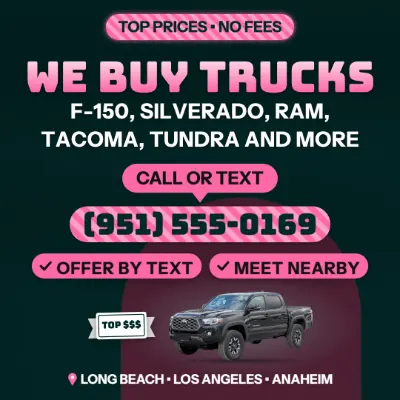 TOP PRICES • NO FEES
WE BUY TRUCKS
F-150, SILVERADO, RAM,
TACOMA, TUNDRA AND MORE
CALL OR TEXT
(951) 555-0169
✓ OFFER BY TEXT
✓ MEET NEARBY
TOP $$$
LONG BEACH • LOS ANGELES • ANAHEIM